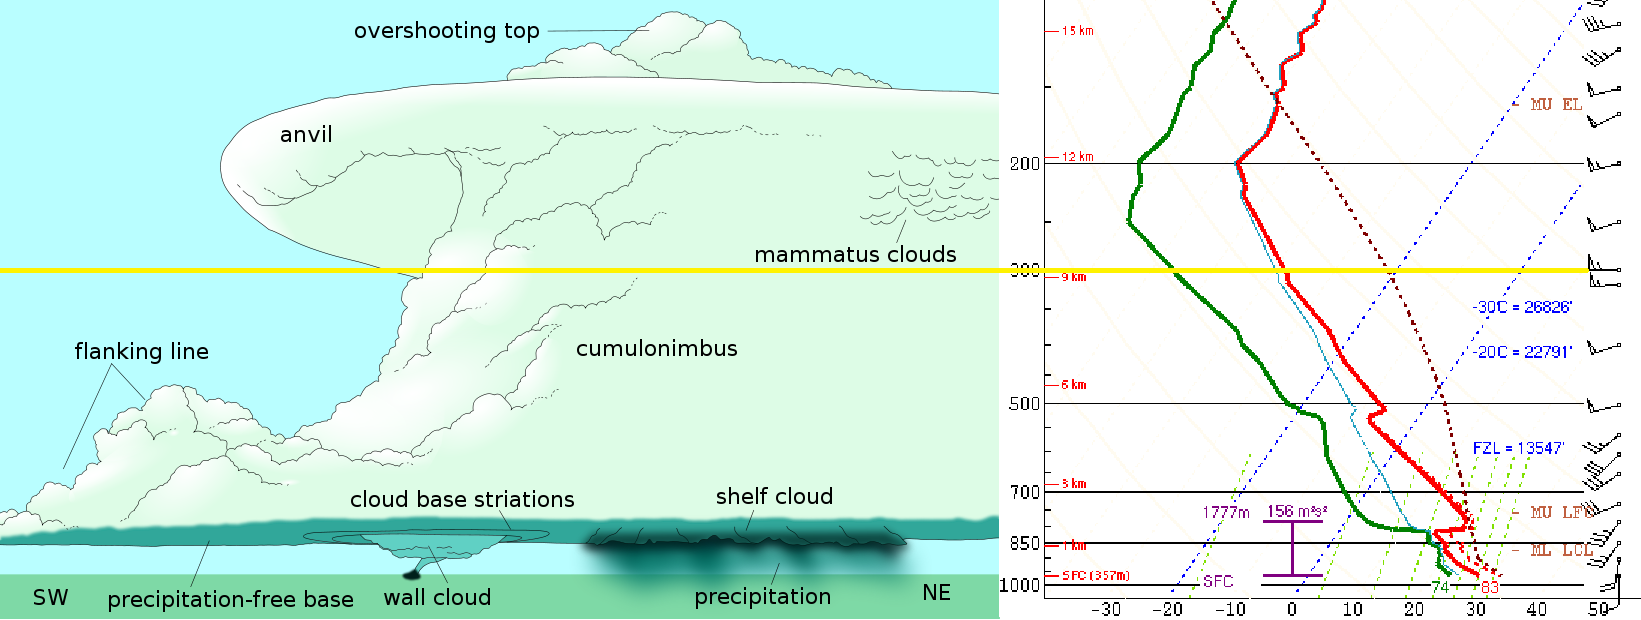 overshooting top
anvil
mammatus clouds
flanking line
cumulonimbus
cloud base striations
shelf cloud
SW
precipitation-free base
wall cloud
precipitation
NE
15 km
MU EL
200
12 km
300
9 km
-30C = 26826'
-20C = 22791'
6 km
500
FZL = 13547'
3 km
700
1777m
156 m²s²
MU LFC
850
1 km
ML LCL
SFC (357m)
SFC
1000
74
83
-30 -20 -10 0 10 20 30 40 50